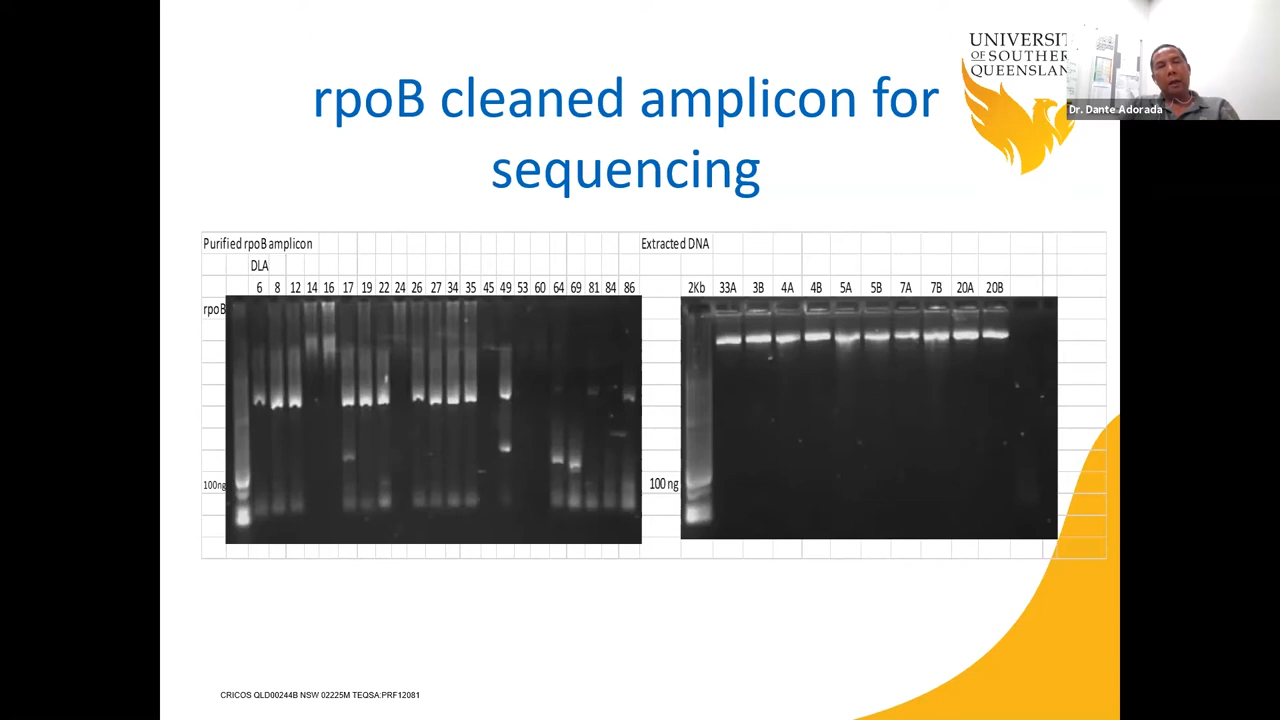 UNIVERSIT
OF SOUTHER
QUEENSLAN
Dr. Dante Adorada
rpoB cleaned amplicon for
sequencing
Purified rpoB amplicon
DLA
6 8 12 14 16 17 19 22 24 26 27 34 35 45 49 53 60 64 69 81 84 86
rpoB
100ng
Extracted DNA
2Kb 33A 3B 4A 4B 5A 5B 7A 7B 20A 20B
100 ng
CRICOS QLD00244B NSW 02225M TEQSA:PRF12081